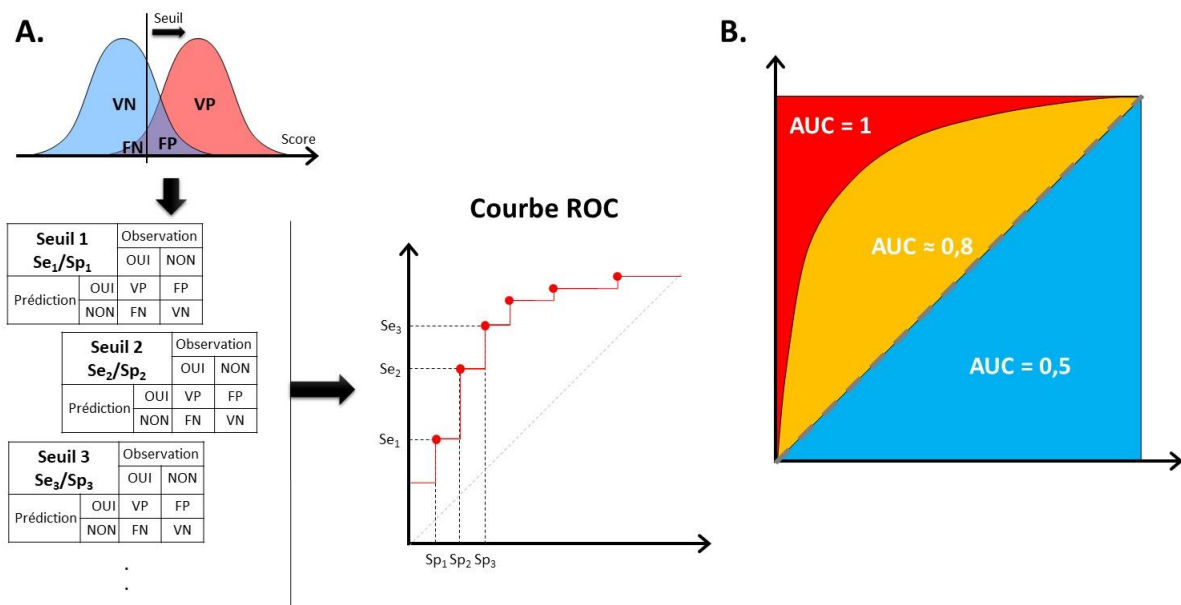 A.
Seuil
VN
VP
FN
FP
Score
Seuil 1
Se₁/Sp₁
Observation
OUI NON
Prédiction
OUI VP FP
NON FN VN
Seuil 2
Se₂/Sp₂
Observation
OUI NON
Prédiction
OUI VP FP
NON FN VN
Seuil 3
Se₃/Sp₃
Observation
OUI NON
Prédiction
OUI VP FP
NON FN VN
.
.
Courbe ROC
Se₃
Se₂
Se₁
Sp₁ Sp₂ Sp₃
B.
AUC = 1
AUC ≈ 0,8
AUC = 0,5